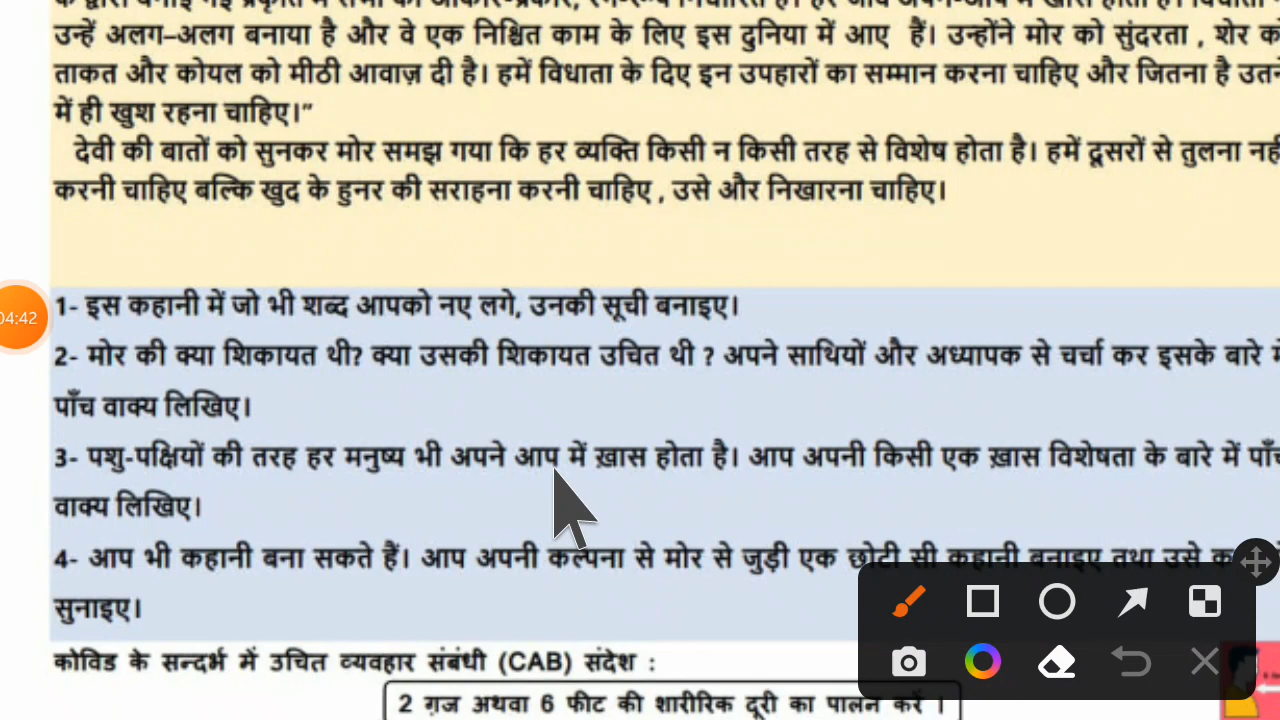 उन्हें अलग–अलग बनाया है और वे एक निश्चित काम के लिए इस दुनिया में आए हैं। उन्होंने मोर को सुंदरता , शेर
ताकत और कोयल को मीठी आवाज़ दी है। हमें विधाता के दिए इन उपहारों का सम्मान करना चाहिए और जितना है
में ही खुश रहना चाहिए।”
देवी की बातों को सुनकर मोर समझ गया कि हर व्यक्ति किसी न किसी तरह से विशेष होता है। हमें दूसरों से तुलना
करनी चाहिए बल्कि खुद के हुनर की सराहना करनी चाहिए , उसे और निखारना चाहिए।
1- इस कहानी में जो भी शब्द आपको नए लगे, उनकी सूची बनाइए।
04:42
2- मोर की क्या शिकायत थी? क्या उसकी शिकायत उचित थी ? अपने साथियों और अध्यापक से चर्चा कर इसके बारे
पाँच वाक्य लिखिए।
3- पशु-पक्षियों की तरह हर मनुष्य भी अपने आप में ख़ास होता है। आप अपनी किसी एक ख़ास विशेषता के बारे में
वाक्य लिखिए।
4- आप भी कहानी बना सकते हैं। आप अपनी कल्पना से मोर से जुड़ी एक छोटी सी कहानी बनाइए तथा उसे
सुनाइए।
कोविड के सन्दर्भ में उचित व्यवहार संबंधी (CAB) संदेश :
2 ग़ज अथवा 6 फीट की शारीरिक दूरी का पालन करें ।